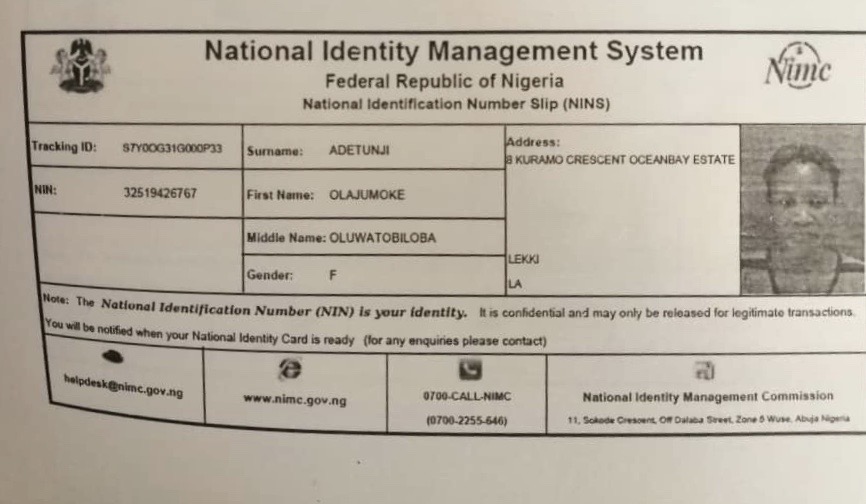 National Identity Management System
Federal Republic of Nigeria
National Identification Number Slip (NINS)
Nimc
Tracking ID: S7Y0OG31G000P33
Surname: ADETUNJI
Address:
8 KURAMO CRESCENT OCEANBAY ESTATE
NIN: 32519426767
First Name: OLAJUMOKE
Middle Name: OLUWATOBILOBA
LEKKI
Gender: F
LA
Note: The National Identification Number (NIN) is your identity. It is confidential and may only be released for legitimate transactions.
You will be notified when your National Identity Card is ready (for any enquiries please contact)
helpdesk@nimc.gov.ng
www.nimc.gov.ng
0700-CALL-NIMC
(0700-2255-646)
National Identity Management Commission
11, Sokode Crescent, Off Dalaba Street, Zone 5 Wuse, Abuja Nigeria